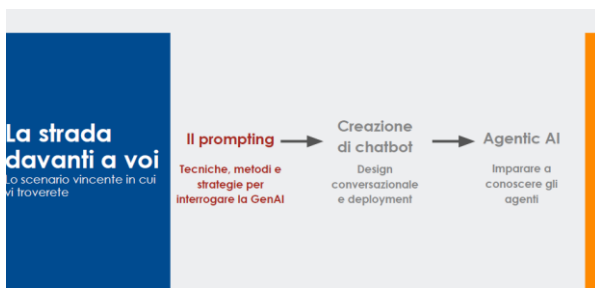 La strada
davanti a voi
Lo scenario vincente in cui
vi troverete
Il prompting
Tecniche, metodi e
strategie per
interrogare la GenAI
Creazione
di chatbot
Design
conversazionale
e deployment
Agentic AI
Imparare a
conoscere gli
agenti